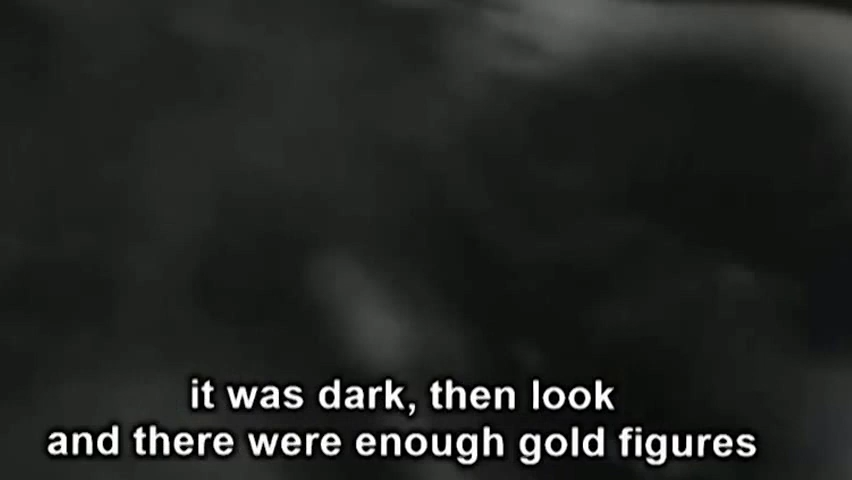 it was dark, then look
and there were enough gold figures